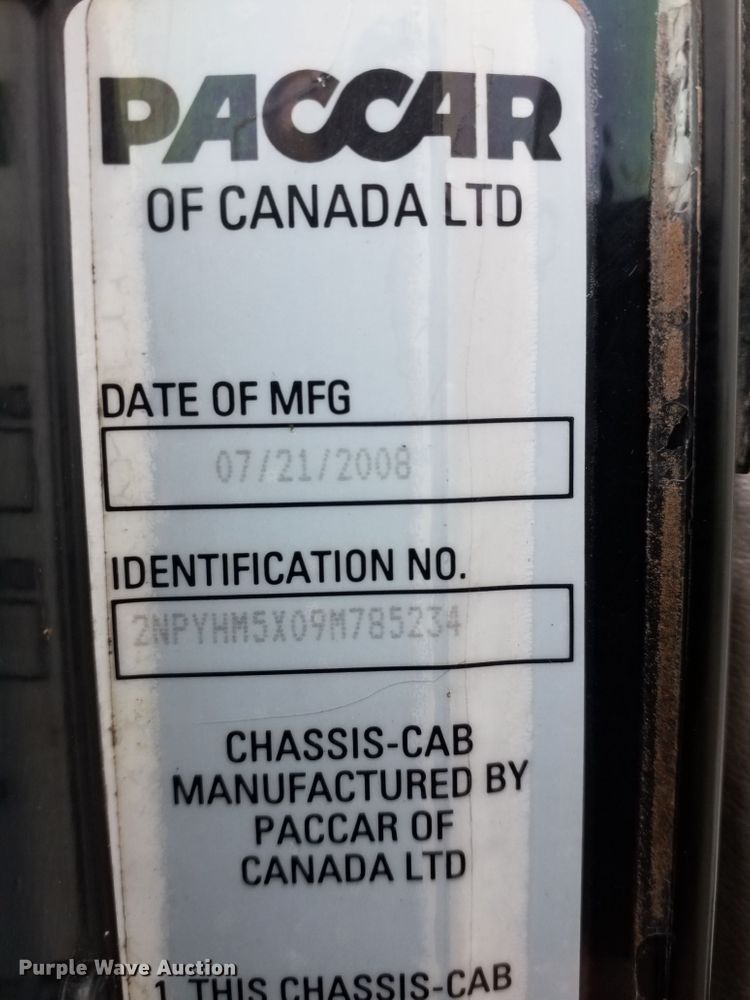 PACCAR
OF CANADA LTD
DATE OF MFG
07/21/2008
IDENTIFICATION NO.
2NPYHM5X09M785234
CHASSIS-CAB
MANUFACTURED BY
PACCAR OF
CANADA LTD
1 THIS CHASSIS-CAB
Purple Wave Auction